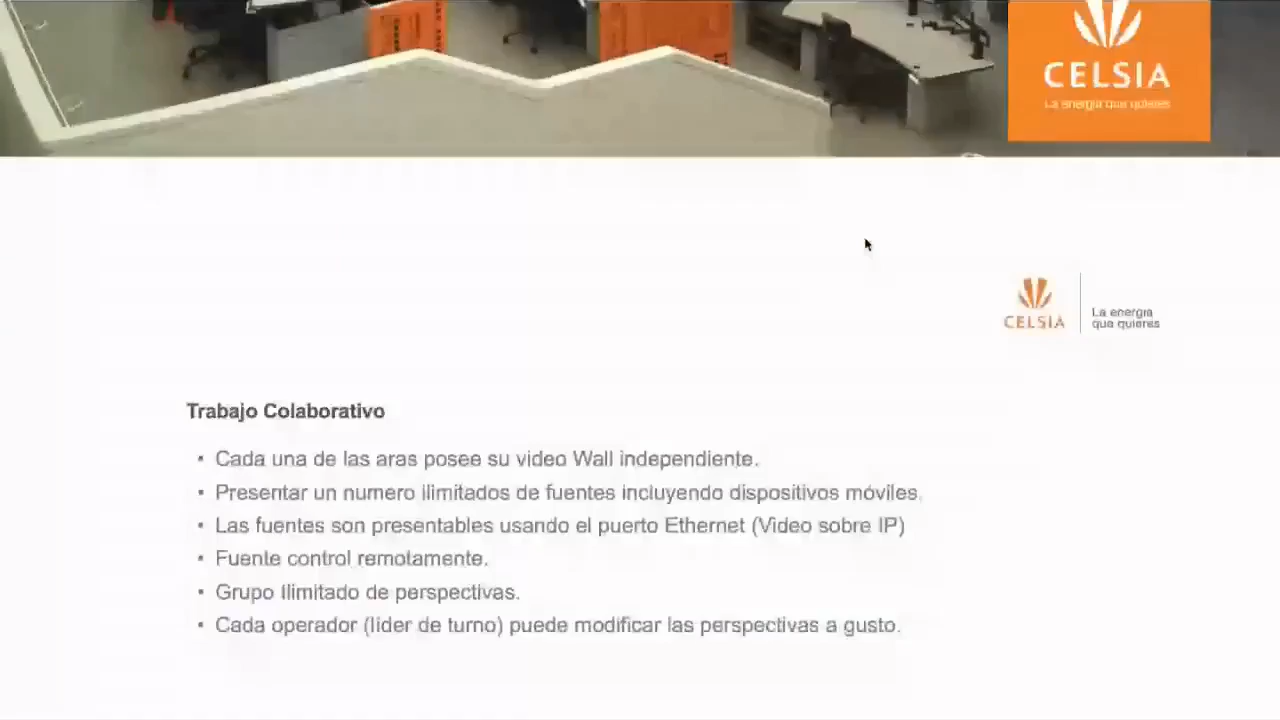 CELSIA
La energía que quieres
CELSIA
La energía
que quieres
Trabajo Colaborativo
• Cada una de las aras posee su video Wall independiente.
• Presentar un numero ilimitados de fuentes incluyendo dispositivos móviles.
• Las fuentes son presentables usando el puerto Ethernet (Video sobre IP)
• Fuente control remotamente.
• Grupo Ilimitado de perspectivas.
• Cada operador (líder de turno) puede modificar las perspectivas a gusto.